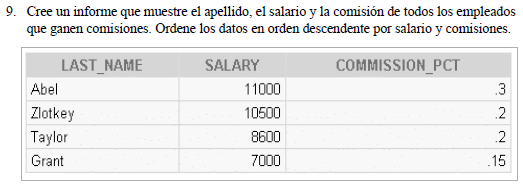 9. Cree un informe que muestre el apellido, el salario y la comisión de todos los empleados
que ganen comisiones. Ordene los datos en orden descendente por salario y comisiones.
LAST_NAME SALARY COMMISSION_PCT
Abel 11000 .3
Zlotkey 10500 .2
Taylor 8600 .2
Grant 7000 .15